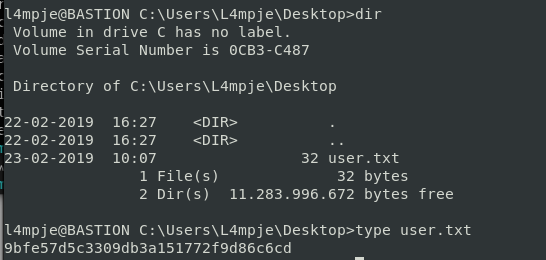 l4mpje@BASTION C:\Users\L4mpje\Desktop>dir
 Volume in drive C has no label.
 Volume Serial Number is 0CB3-C487

 Directory of C:\Users\L4mpje\Desktop

22-02-2019  16:27    <DIR>          .
22-02-2019  16:27    <DIR>          ..
23-02-2019  10:07                32 user.txt
               1 File(s)             32 bytes
               2 Dir(s)  11.283.996.672 bytes free

l4mpje@BASTION C:\Users\L4mpje\Desktop>type user.txt
9bfe57d5c3309db3a151772f9d86c6cd